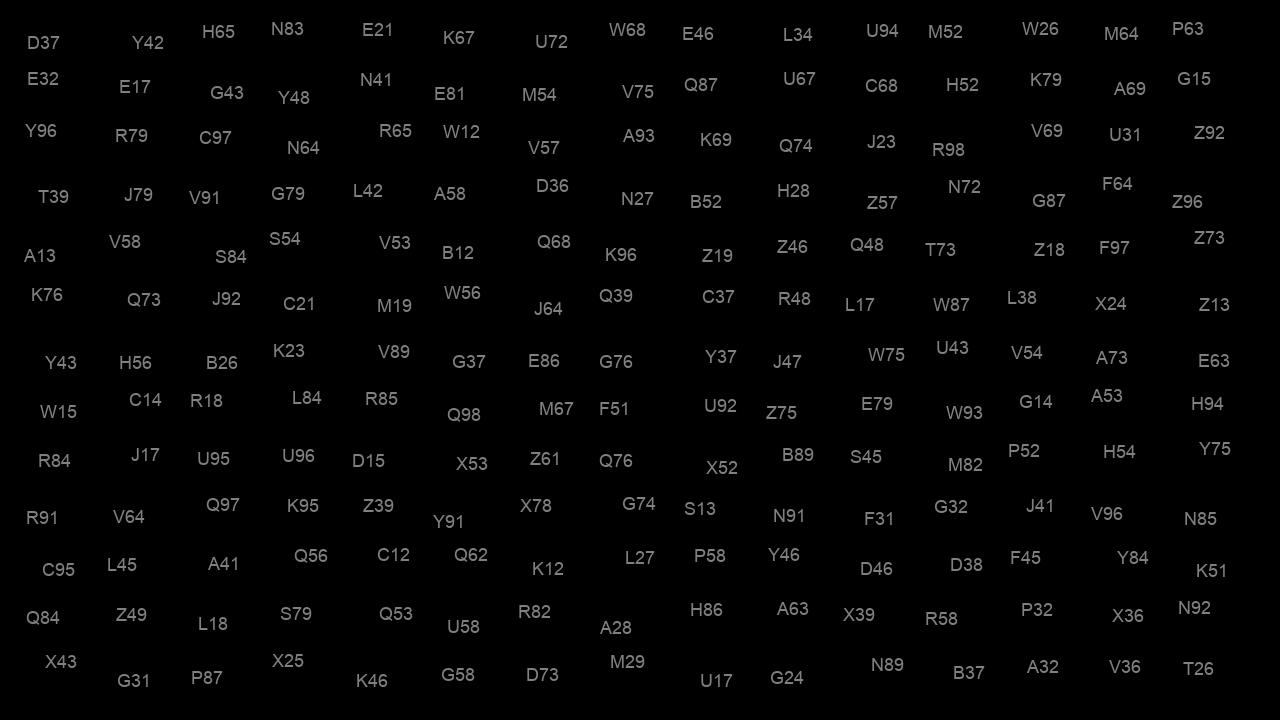 D37 Y42 H65 N83 E21 K67 U72 W68 E46 L34 U94 M52 W26 M64 P63
E32 E17 G43 Y48 N41 E81 M54 V75 Q87 U67 C68 H52 K79 A69 G15
Y96 R79 C97 N64 R65 W12 V57 A93 K69 Q74 J23 R98 V69 U31 Z92
T39 J79 V91 G79 L42 A58 D36 N27 B52 H28 Z57 N72 G87 F64 Z96
A13 V58 S84 S54 V53 B12 Q68 K96 Z19 Z46 Q48 T73 Z18 F97 Z73
K76 Q73 J92 C21 M19 W56 J64 Q39 C37 R48 L17 W87 L38 X24 Z13
Y43 H56 B26 K23 V89 G37 E86 G76 Y37 J47 W75 U43 V54 A73 E63
W15 C14 R18 L84 R85 Q98 M67 F51 U92 Z75 E79 W93 G14 A53 H94
R84 J17 U95 U96 D15 X53 Z61 Q76 X52 B89 S45 M82 P52 H54 Y75
R91 V64 Q97 K95 Z39 Y91 X78 G74 S13 N91 F31 G32 J41 V96 N85
C95 L45 A41 Q56 C12 Q62 K12 L27 P58 Y46 D46 D38 F45 Y84 K51
Q84 Z49 L18 S79 Q53 U58 R82 A28 H86 A63 X39 R58 P32 X36 N92
X43 G31 P87 X25 K46 G58 D73 M29 U17 G24 N89 B37 A32 V36 T26